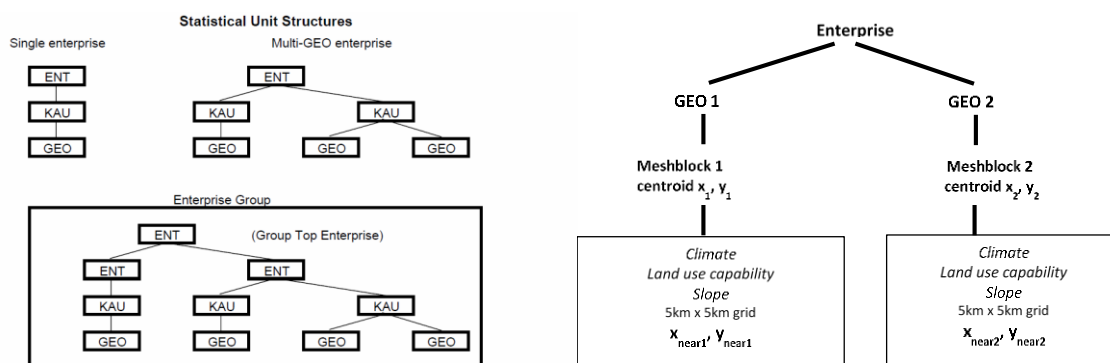 Statistical Unit Structures
Single enterprise
Multi-GEO enterprise
ENT
KAU
GEO
ENT
KAU
KAU
GEO
GEO
GEO
Enterprise Group
ENT
(Group Top Enterprise)
ENT
ENT
KAU
KAU
KAU
GEO
GEO
GEO
GEO
Enterprise
GEO 1
GEO 2
Meshblock 1
centroid x1, y1
Meshblock 2
centroid x2, y2
Climate
Land use capability
Slope
5km x 5km grid
xnear1, ynear1
Climate
Land use capability
Slope
5km x 5km grid
xnear2, ynear2